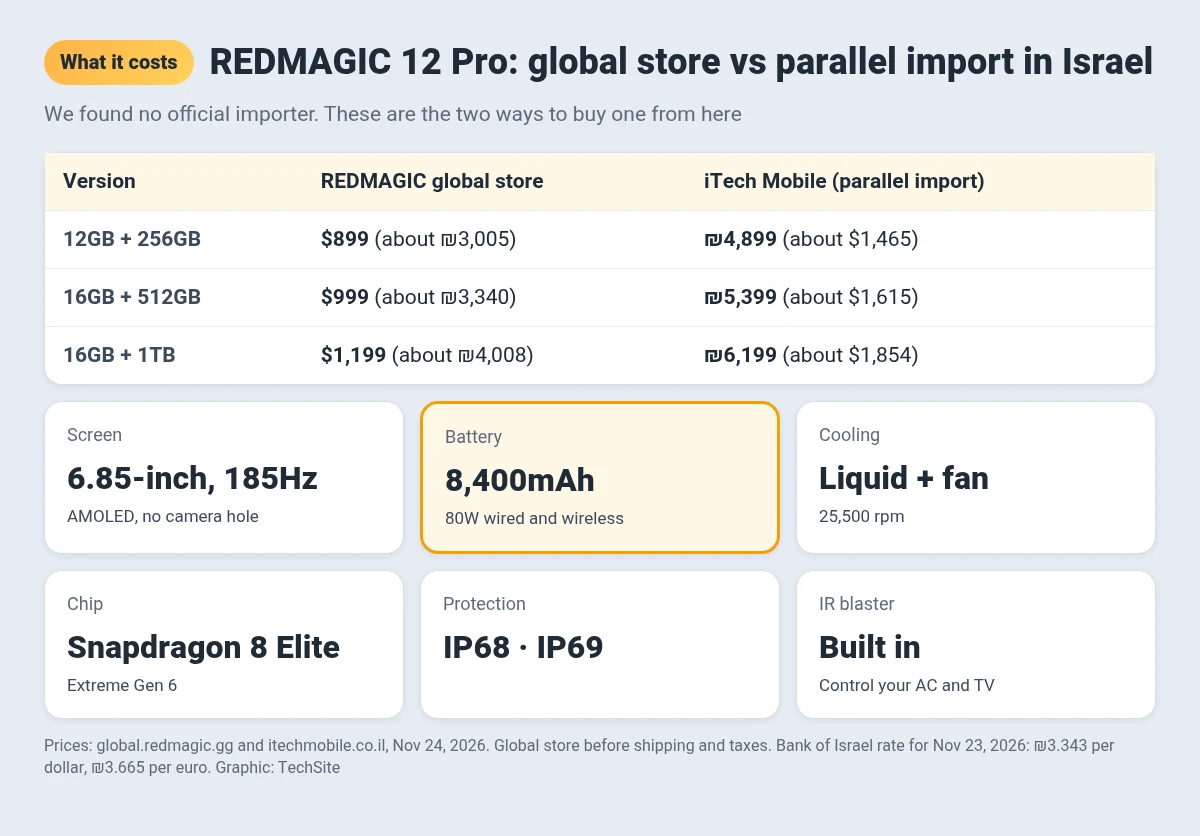 What it costs REDMAGIC 12 Pro: global store vs parallel import in Israel
We found no official importer. These are the two ways to buy one from here
Version REDMAGIC global store iTech Mobile (parallel import)
12GB + 256GB $899 (about ₪3,005) ₪4,899 (about $1,465)
16GB + 512GB $999 (about ₪3,340) ₪5,399 (about $1,615)
16GB + 1TB $1,199 (about ₪4,008) ₪6,199 (about $1,854)
Screen
6.85-inch, 185Hz
AMOLED, no camera hole
Battery
8,400mAh
80W wired and wireless
Cooling
Liquid + fan
25,500 rpm
Chip
Snapdragon 8 Elite
Extreme Gen 6
Protection
IP68 · IP69
IR blaster
Built in
Control your AC and TV
Prices: global.redmagic.gg and itechmobile.co.il, Nov 24, 2026. Global store before shipping and taxes. Bank of Israel rate for Nov 23, 2026: ₪3.343 per
dollar, ₪3.665 per euro. Graphic: TechSite